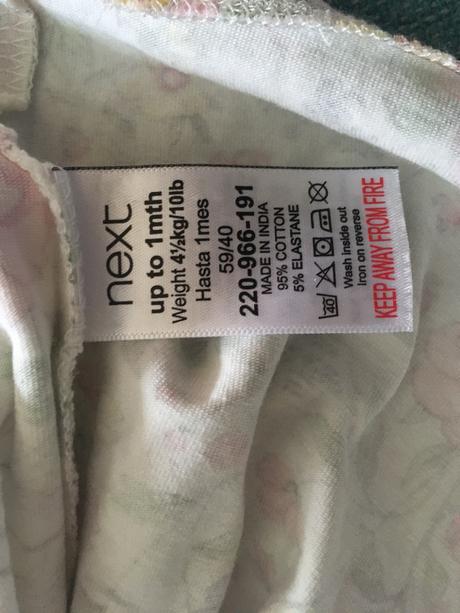 next
up to 1mth
Weight 4½kg/10lb
Hasta 1mes
59/40
220-966-191
MADE IN INDIA
95% COTTON
5% ELASTANE
40
Wash inside out
Iron on reverse
KEEP AWAY FROM FIRE